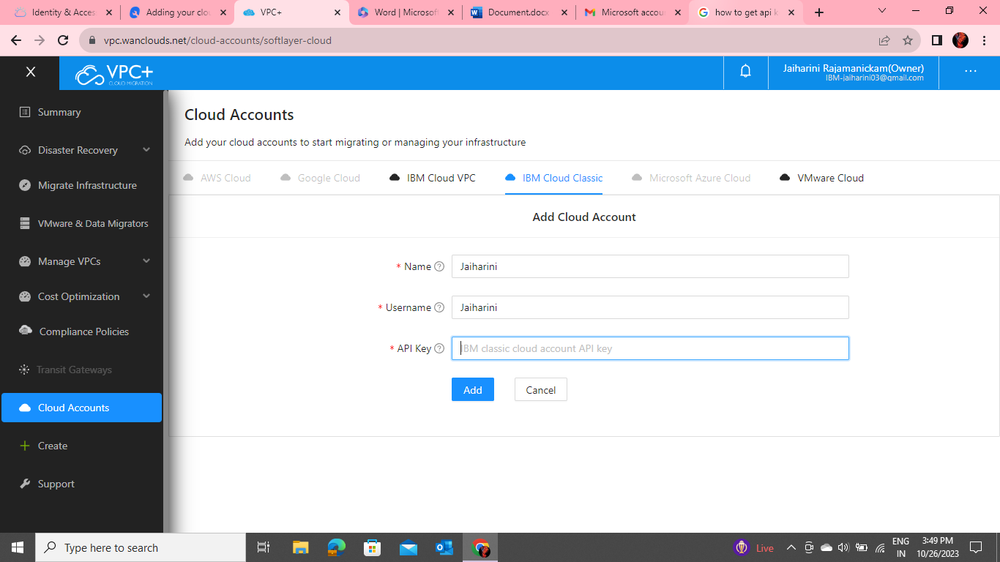 Identity & Acces
Adding your clo
VPC+
Word | Microsof
Document.docx
Microsoft accou
how to get api k
vpc.wanclouds.net/cloud-accounts/softlayer-cloud
VPC+
CLOUD MIGRATION
Jaiharini Rajamanickam(Owner)
IBM-jaiharini03@gmail.com
Summary
Disaster Recovery
Migrate Infrastructure
VMware & Data Migrators
Manage VPCs
Cost Optimization
Compliance Policies
Transit Gateways
Cloud Accounts
Create
Support
Cloud Accounts
Add your cloud accounts to start migrating or managing your infrastructure
AWS Cloud
Google Cloud
IBM Cloud VPC
IBM Cloud Classic
Microsoft Azure Cloud
VMware Cloud
Add Cloud Account
* Name
Jaiharini
* Username
Jaiharini
* API Key
IBM classic cloud account API key
Add
Cancel
Type here to search
Live
ENG
IN
3:49 PM
10/26/2023